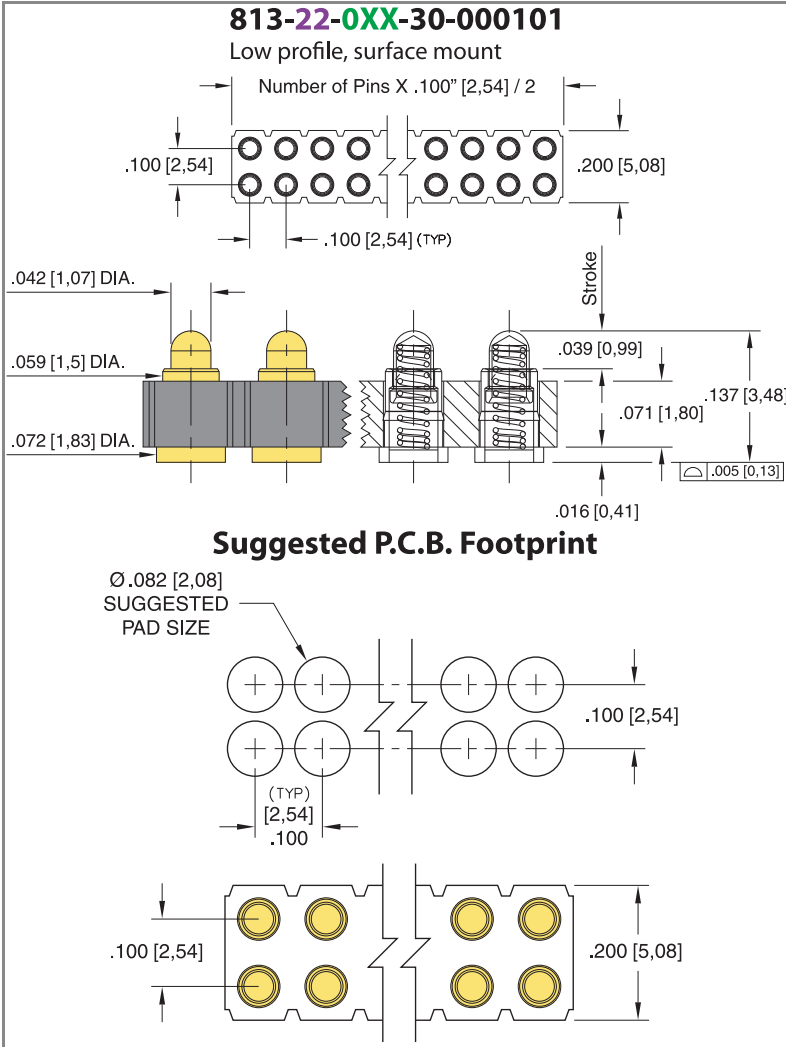 813-22-0XX-30-000101
Low profile, surface mount
Number of Pins X .100” [2,54] / 2
.100 [2,54]
.200 [5,08]
.100 [2,54] (TYP)
.042 [1,07] DIA.
Stroke
.039 [0,99]
.059 [1,5] DIA.
.137 [3,48]
.071 [1,80]
.072 [1,83] DIA.
.005 [0,13]
.016 [0,41]
Suggested P.C.B. Footprint
Ø.082 [2,08]
SUGGESTED
PAD SIZE
.100 [2,54]
(TYP)
[2,54]
.100
.100 [2,54]
.200 [5,08]